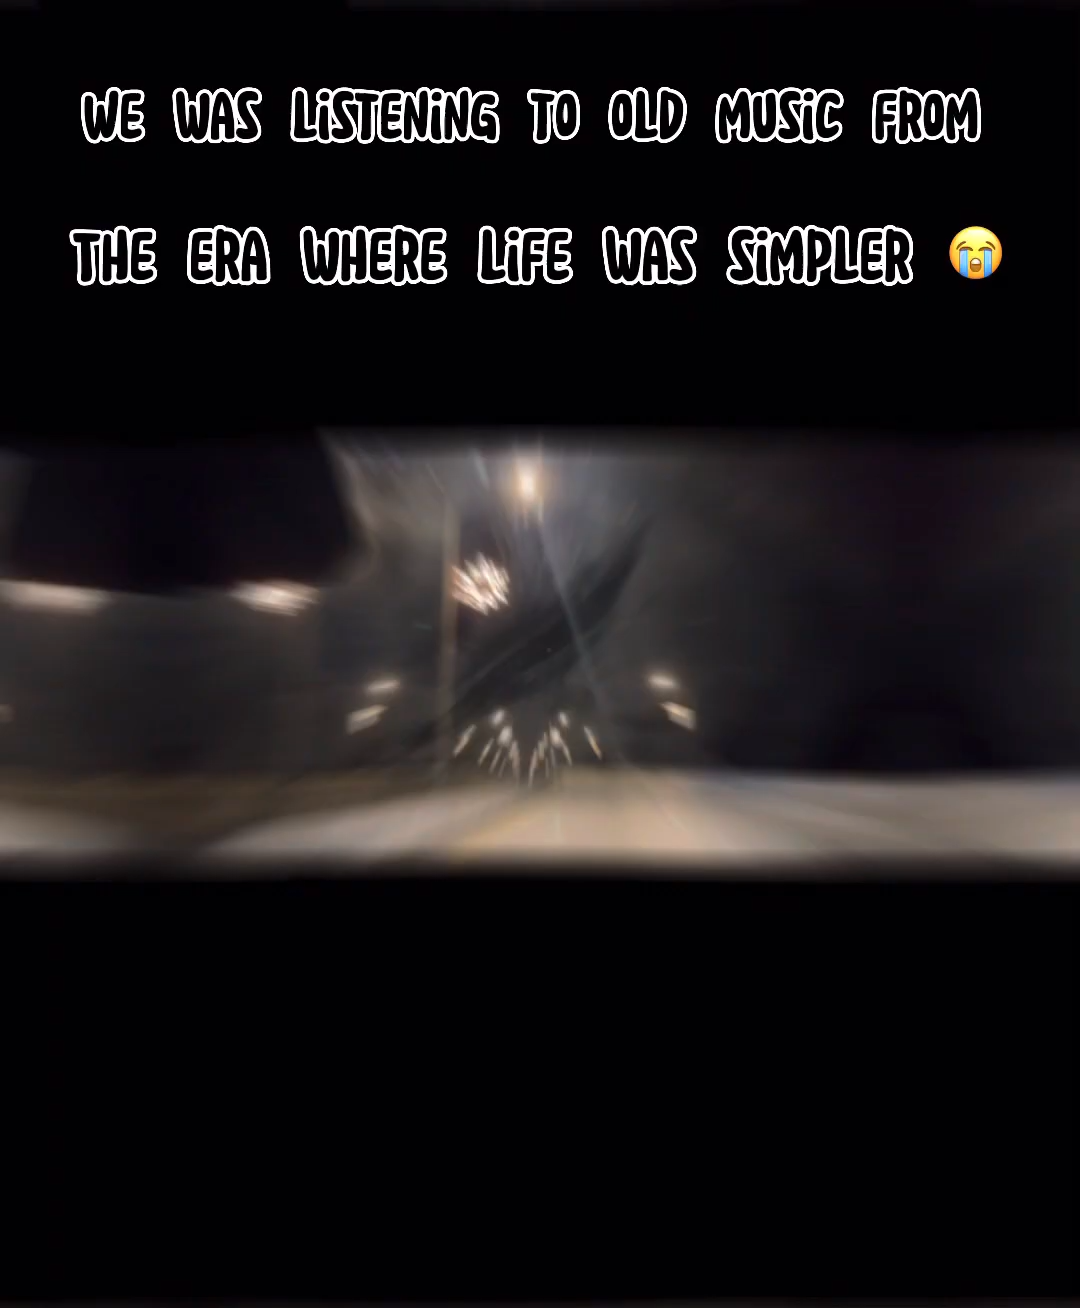 WE WAS LISTENING TO OLD MUSIC FROM
THE ERA WHERE LIFE WAS SIMPLER 😭